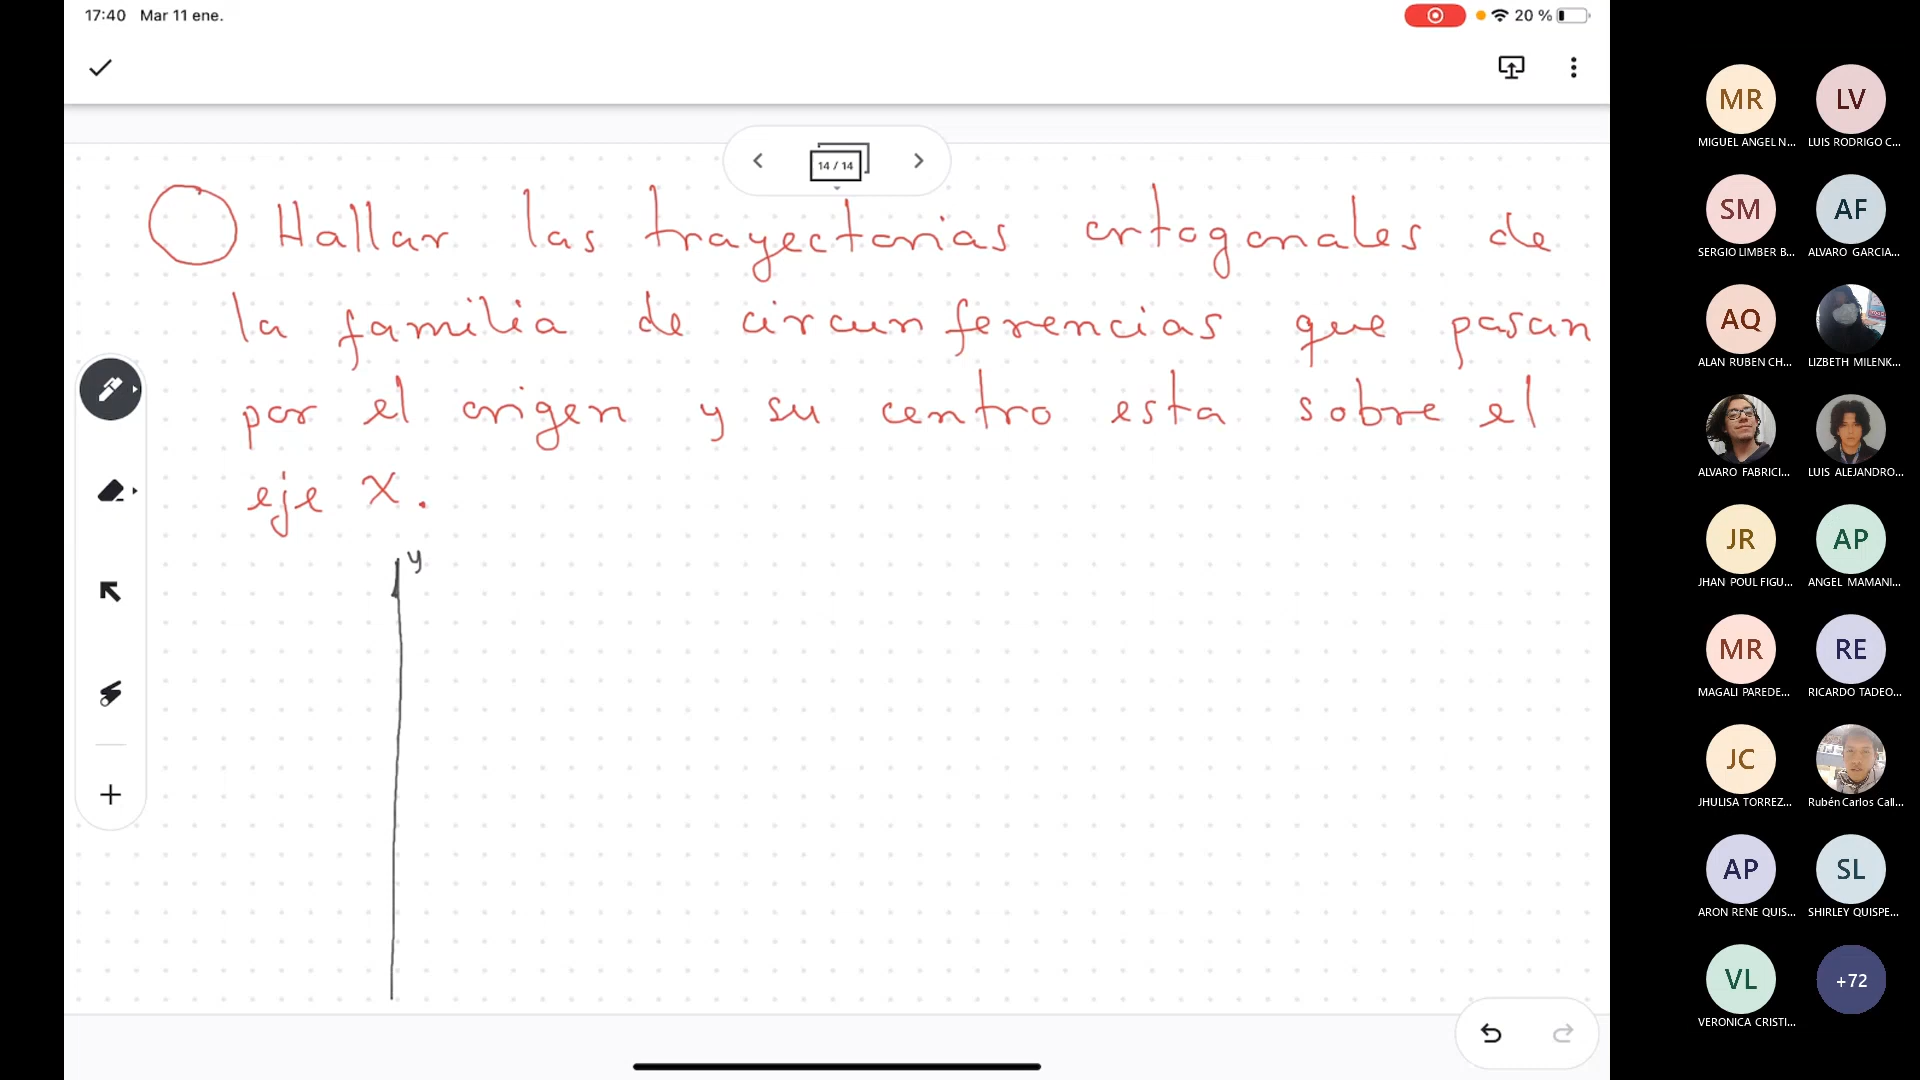 17:40 Mar 11 ene.
20 %
14 / 14
Hallar las trayectorias ortogonales de
la familia de circunferencias que pasan
por el origen y su centro esta sobre el
eje X.
y
MR
MIGUEL ANGEL N...
LV
LUIS RODRIGO C...
SM
SERGIO LIMBER B...
AF
ALVARO GARCIA...
AQ
ALAN RUBEN CH...
LIZBETH MILENK...
ALVARO FABRICI...
LUIS ALEJANDRO...
JR
JHAN POUL FIGU...
AP
ANGEL MAMANI...
MR
MAGALI PAREDE...
RE
RICARDO TADEO...
JC
JHULISA TORREZ...
Rubén Carlos Call...
AP
ARON RENE QUIS...
SL
SHIRLEY QUISPE...
VL
VERONICA CRISTI...
+72